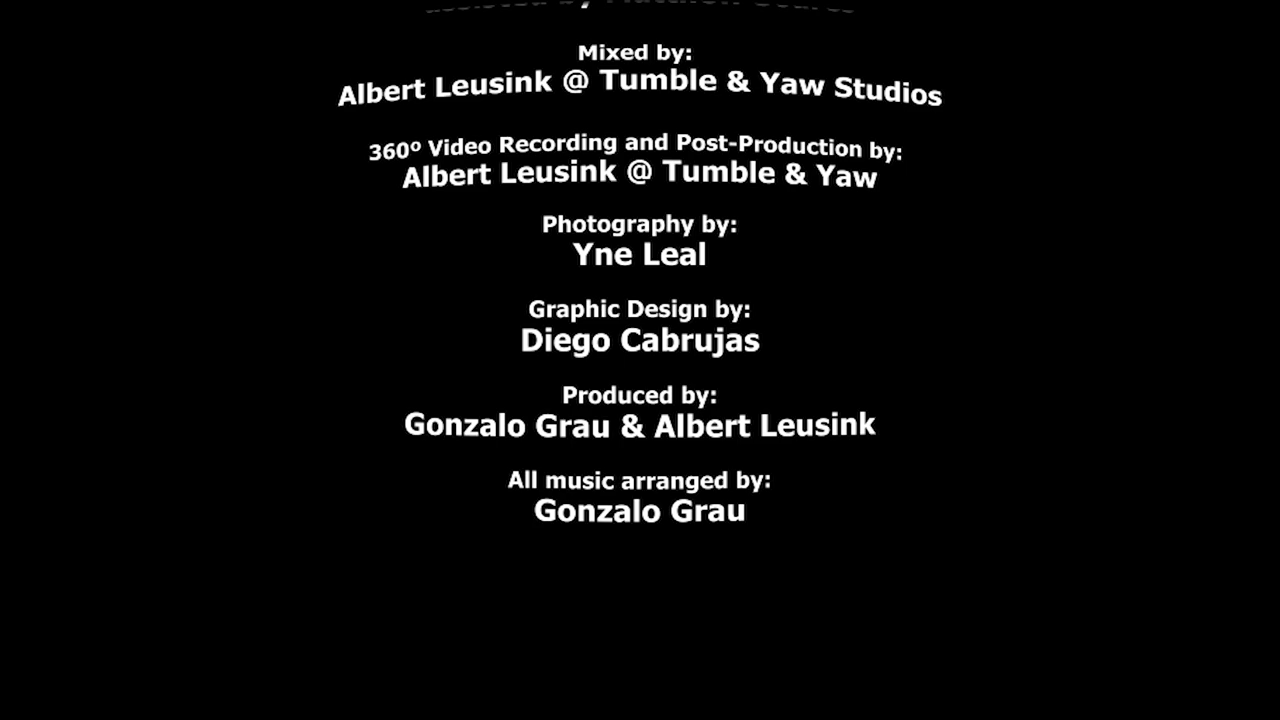 Mixed by:
Albert Leusink @ Tumble & Yaw Studios
360º Video Recording and Post-Production by:
Albert Leusink @ Tumble & Yaw
Photography by:
Yne Leal
Graphic Design by:
Diego Cabrujas
Produced by:
Gonzalo Grau & Albert Leusink
All music arranged by:
Gonzalo Grau